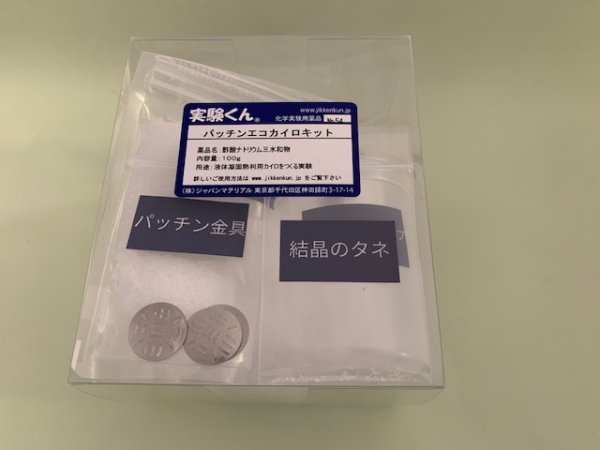 実験くん® www.jikkenkun.jp
化学実験用薬品 No.54
パッチンエコカイロキット
薬品名：酢酸ナトリウム三水和物
内容量：100g
用途：液体凝固熱利用カイロをつくる実験
詳しいご使用方法は www.jikkenkun.jp をご覧下さい
(株)ジャパンマテリアル 東京都千代田区神田錦町3-17-14
パッチン金具
結晶のタネ